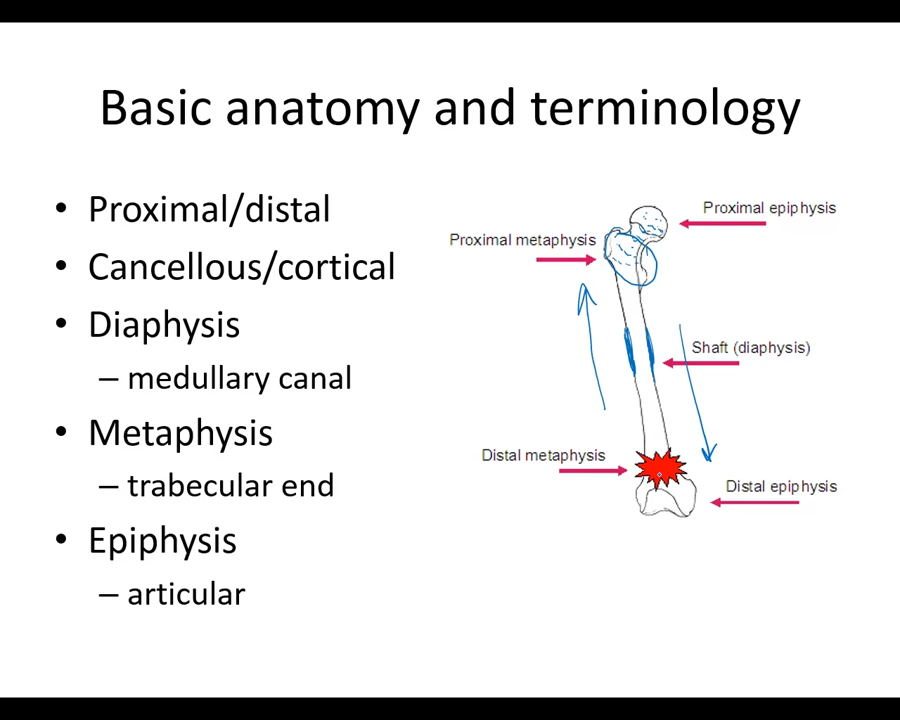 Basic anatomy and terminology
• Proximal/distal
• Cancellous/cortical
• Diaphysis
– medullary canal
• Metaphysis
– trabecular end
• Epiphysis
– articular
Proximal epiphysis
Proximal metaphysis
Shaft (diaphysis)
Distal metaphysis
Distal epiphysis